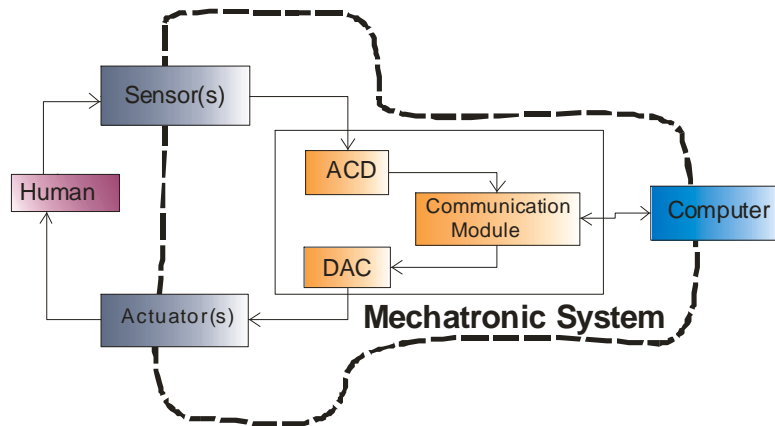 Sensor(s)
ACD
Human
Communication
Module
Computer
DAC
Actuator(s)
Mechatronic System